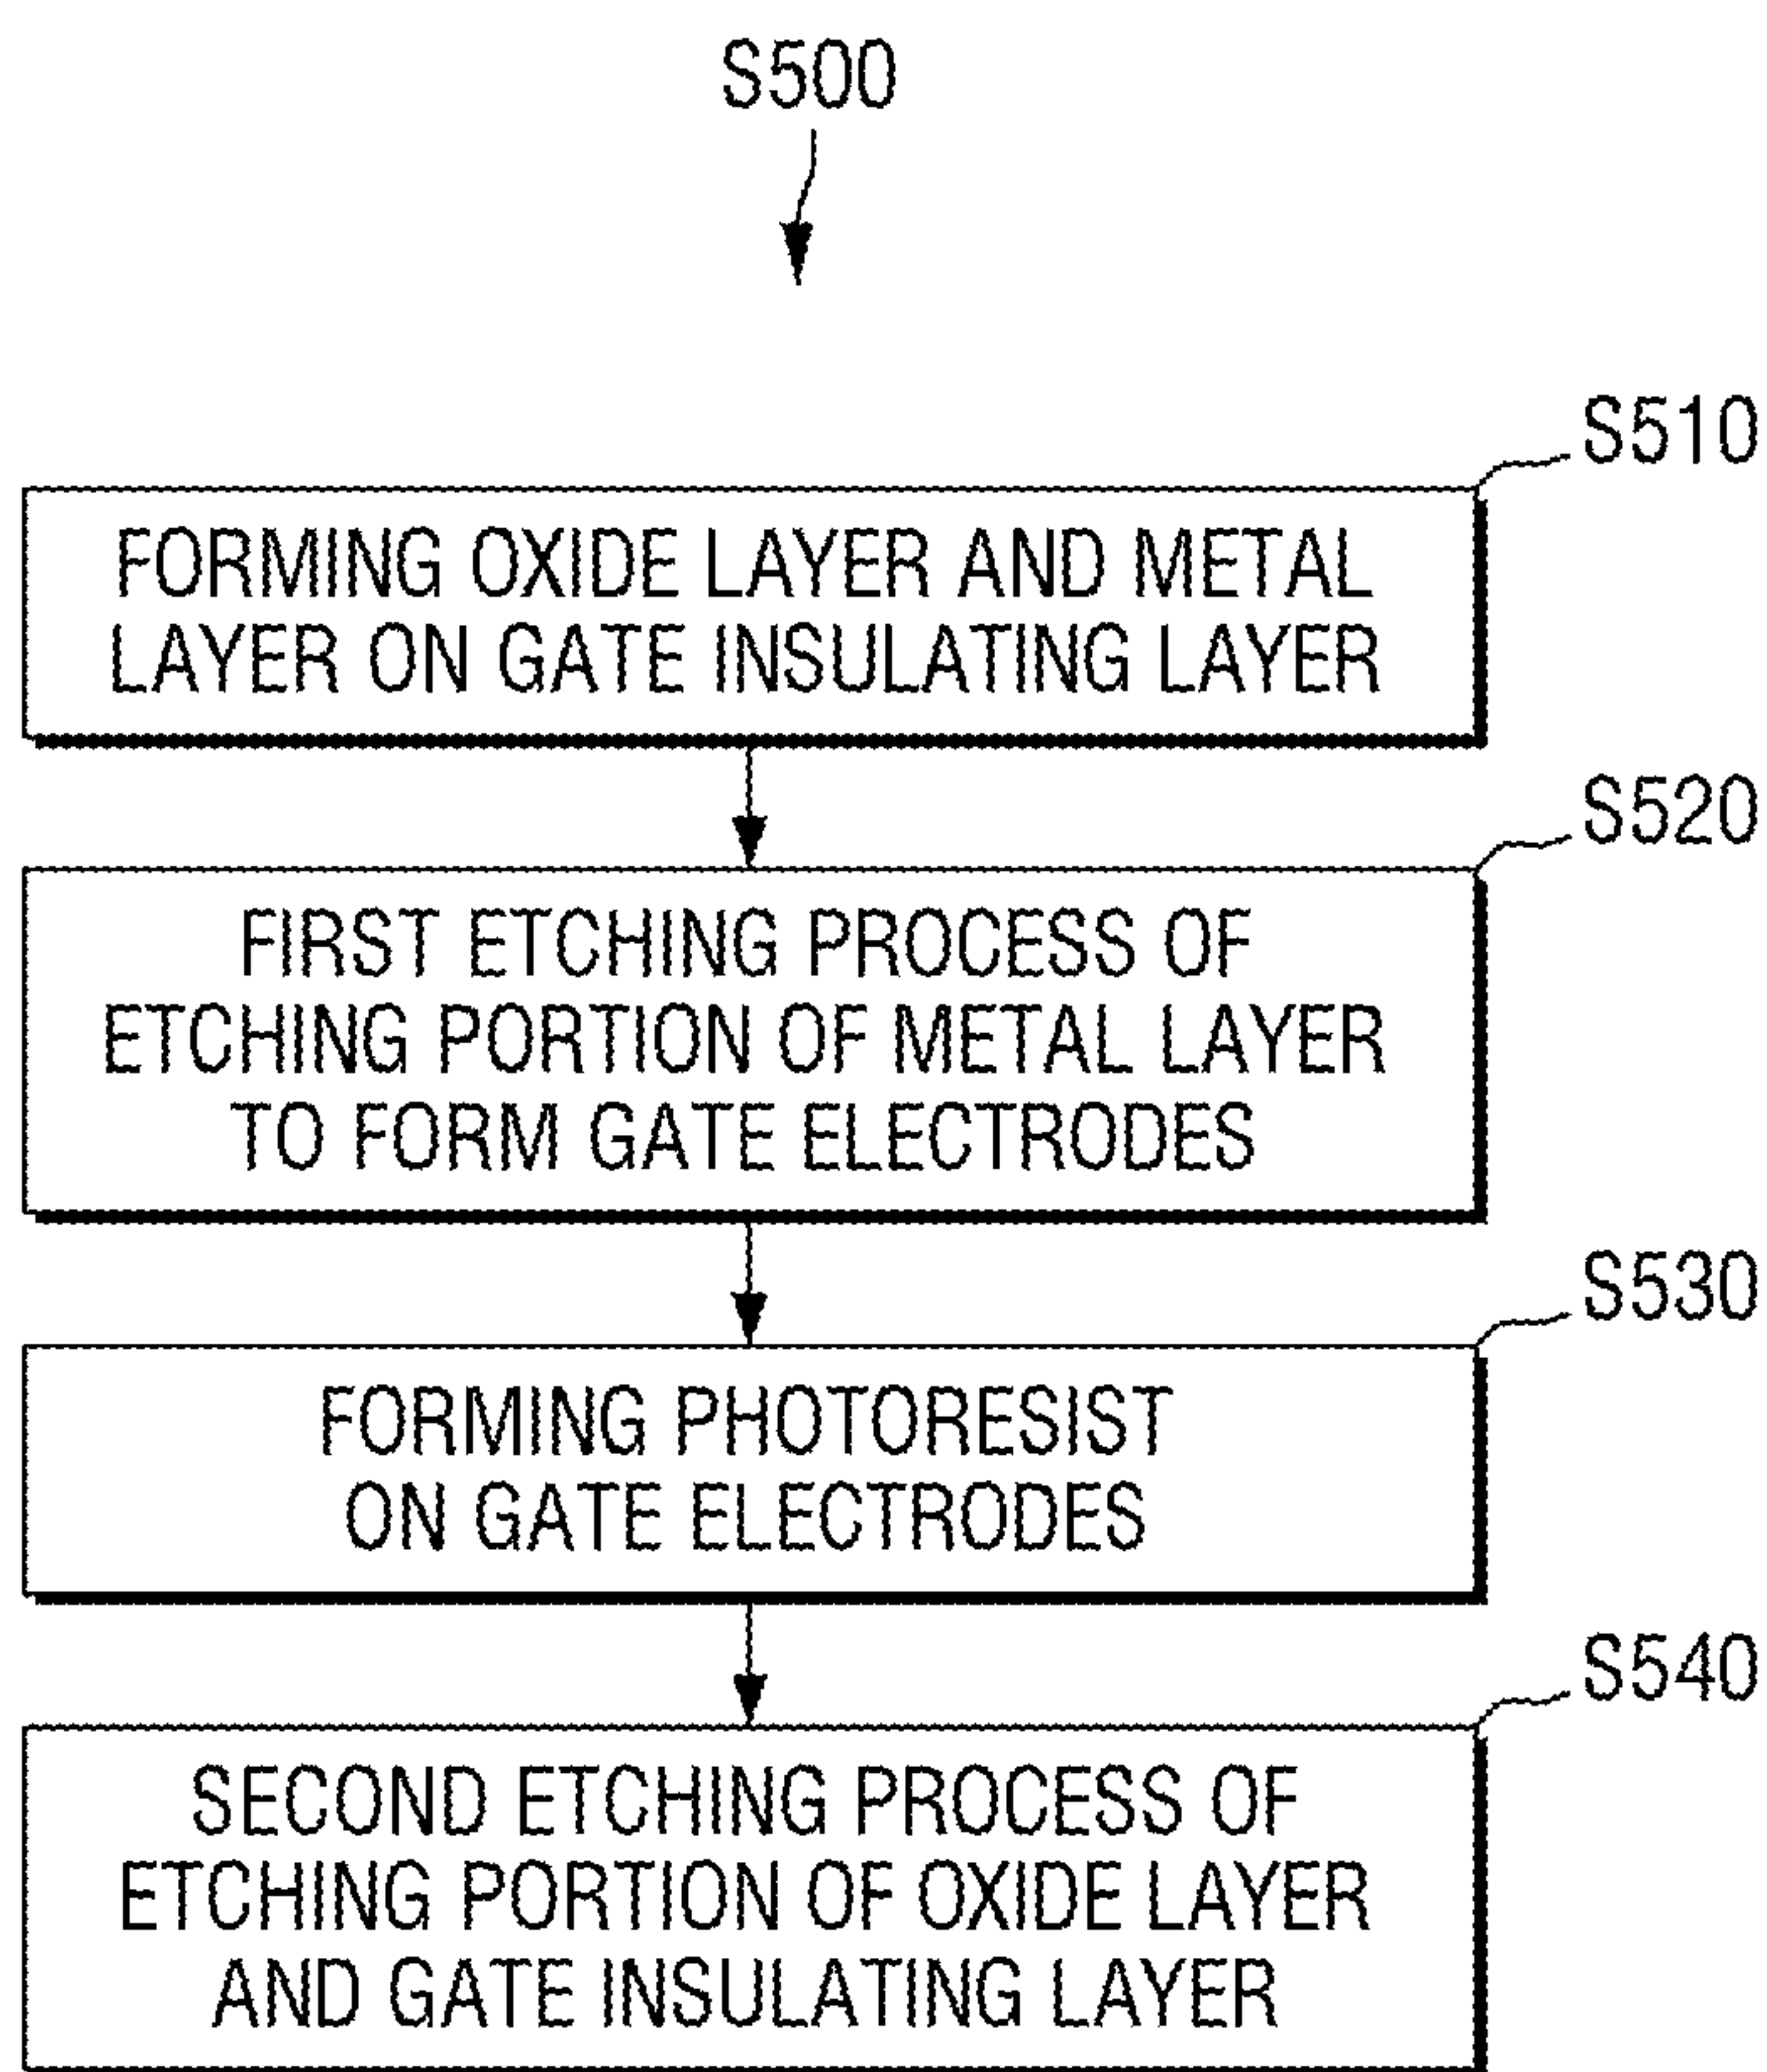 S500
S510
FORMING OXIDE LAYER AND METAL
LAYER ON GATE INSULATING LAYER
S520
FIRST ETCHING PROCESS OF
ETCHING PORTION OF METAL LAYER
TO FORM GATE ELECTRODES
S530
FORMING PHOTORESIST
ON GATE ELECTRODES
S540
SECOND ETCHING PROCESS OF
ETCHING PORTION OF OXIDE LAYER
AND GATE INSULATING LAYER